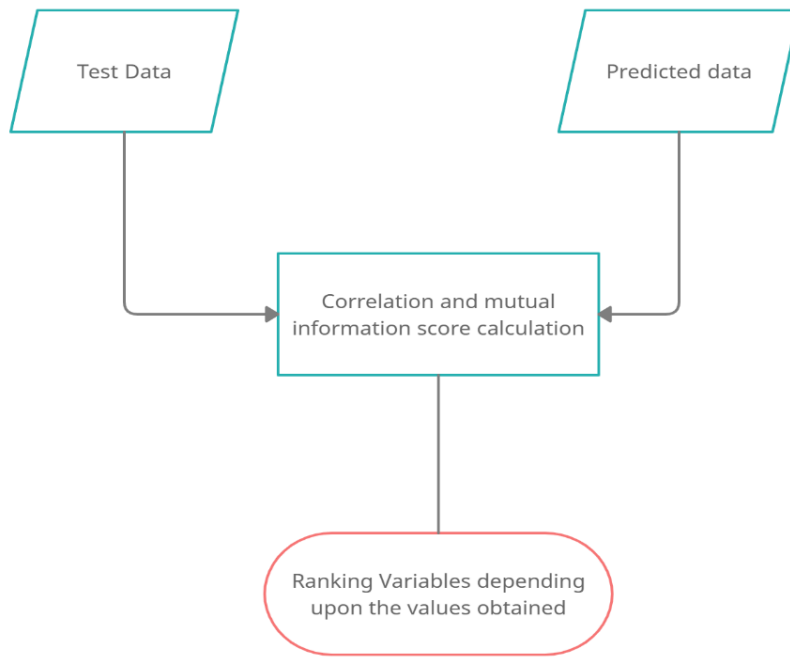 Test Data
Predicted data
Correlation and mutual
information score calculation
Ranking Variables depending
upon the values obtained